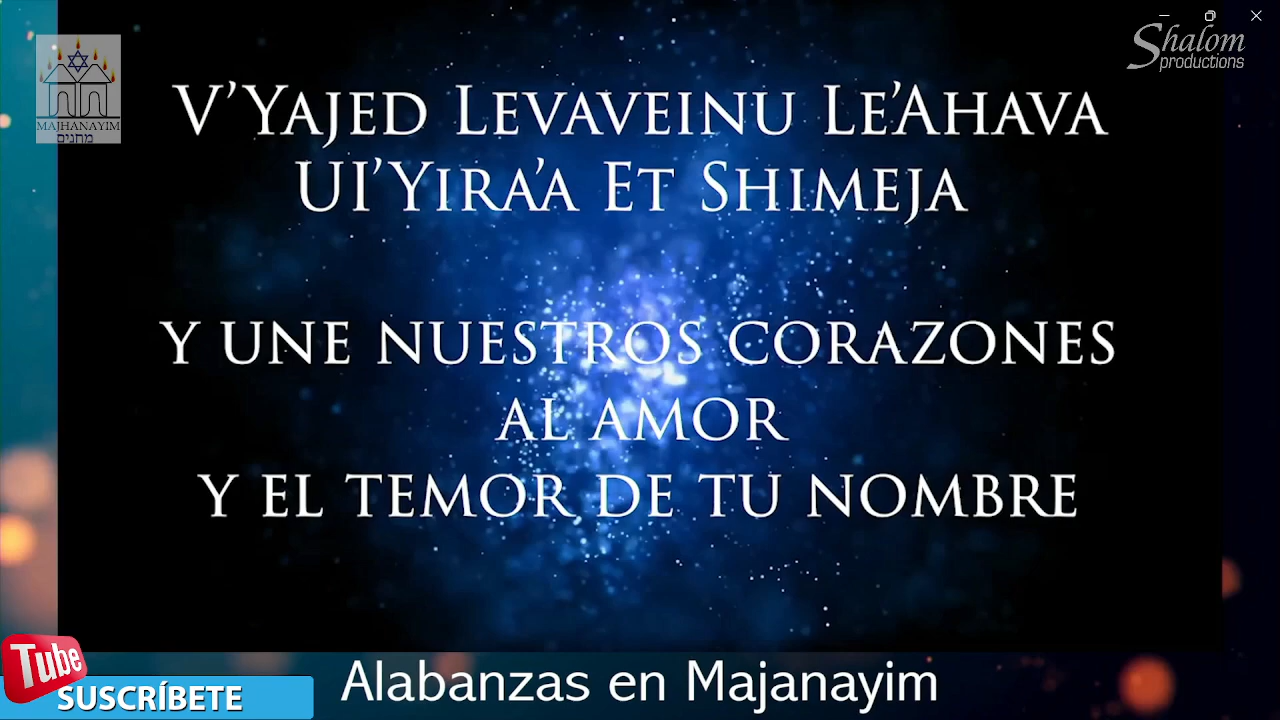 MAJHANAYIM
מחנים
Shalom
productions
V'Yajed Levaveinu Le'Ahava
Ul'Yira'a Et Shimeja
Y UNE NUESTROS CORAZONES
AL AMOR
Y EL TEMOR DE TU NOMBRE
Tube
SUSCRÍBETE
Alabanzas en Majanayim